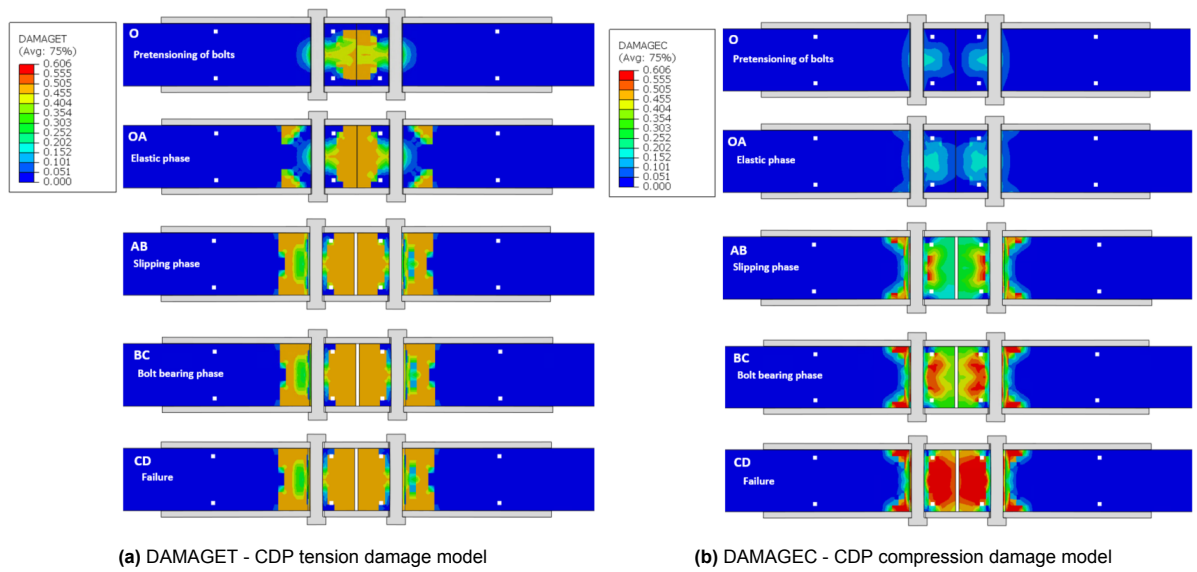 DAMAGET
(Avg: 75%)
0.606
0.555
0.505
0.455
0.404
0.354
0.303
0.252
0.202
0.152
0.101
0.051
0.000
O
Pretensioning of bolts
OA
Elastic phase
AB
Slipping phase
BC
Bolt bearing phase
CD
Failure
(a) DAMAGET - CDP tension damage model
DAMAGEC
(Avg: 75%)
0.606
0.555
0.505
0.455
0.404
0.354
0.303
0.252
0.202
0.152
0.101
0.051
0.000
O
Pretensioning of bolts
OA
Elastic phase
AB
Slipping phase
BC
Bolt bearing phase
CD
Failure
(b) DAMAGEC - CDP compression damage model